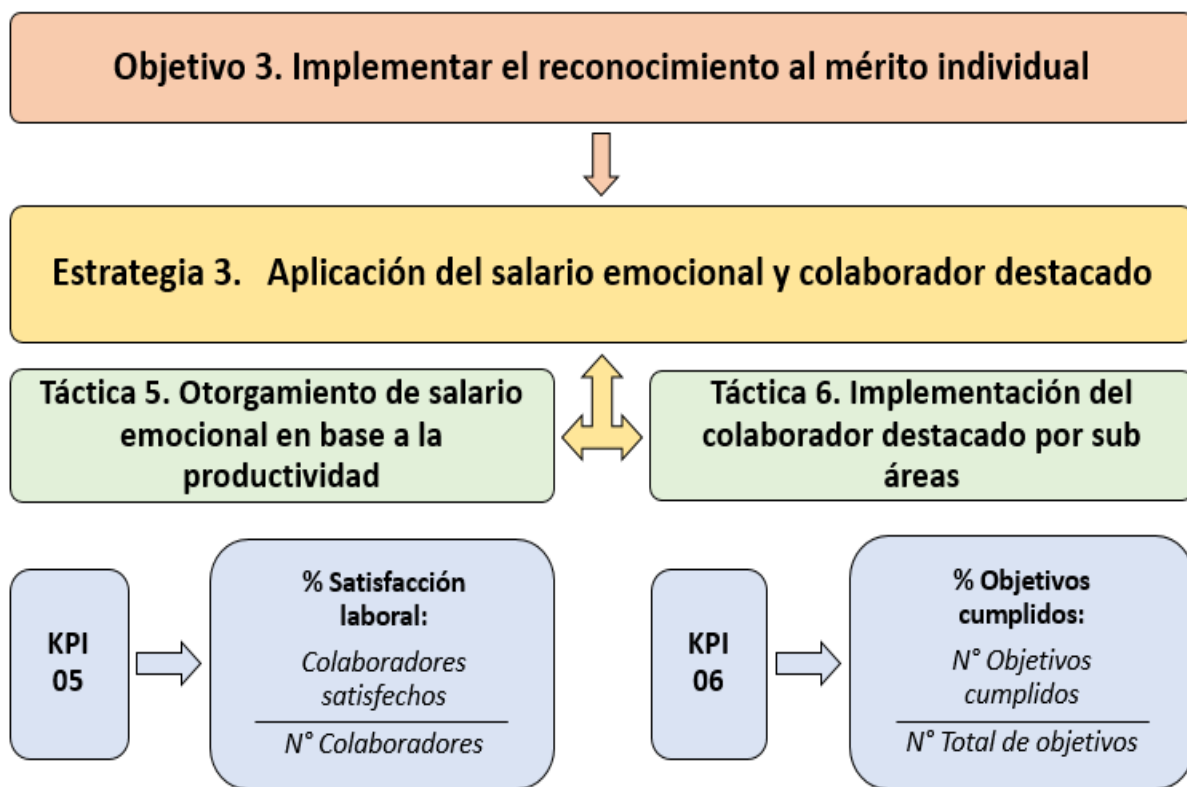 Objetivo 3. Implementar el reconocimiento al mérito individual
Estrategia 3. Aplicación del salario emocional y colaborador destacado
Táctica 5. Otorgamiento de salario
emocional en base a la
productividad
Táctica 6. Implementación del
colaborador destacado por sub
áreas
KPI
05
% Satisfacción
laboral:
Colaboradores
satisfechos
N° Colaboradores
KPI
06
% Objetivos
cumplidos:
N° Objetivos
cumplidos
N° Total de objetivos